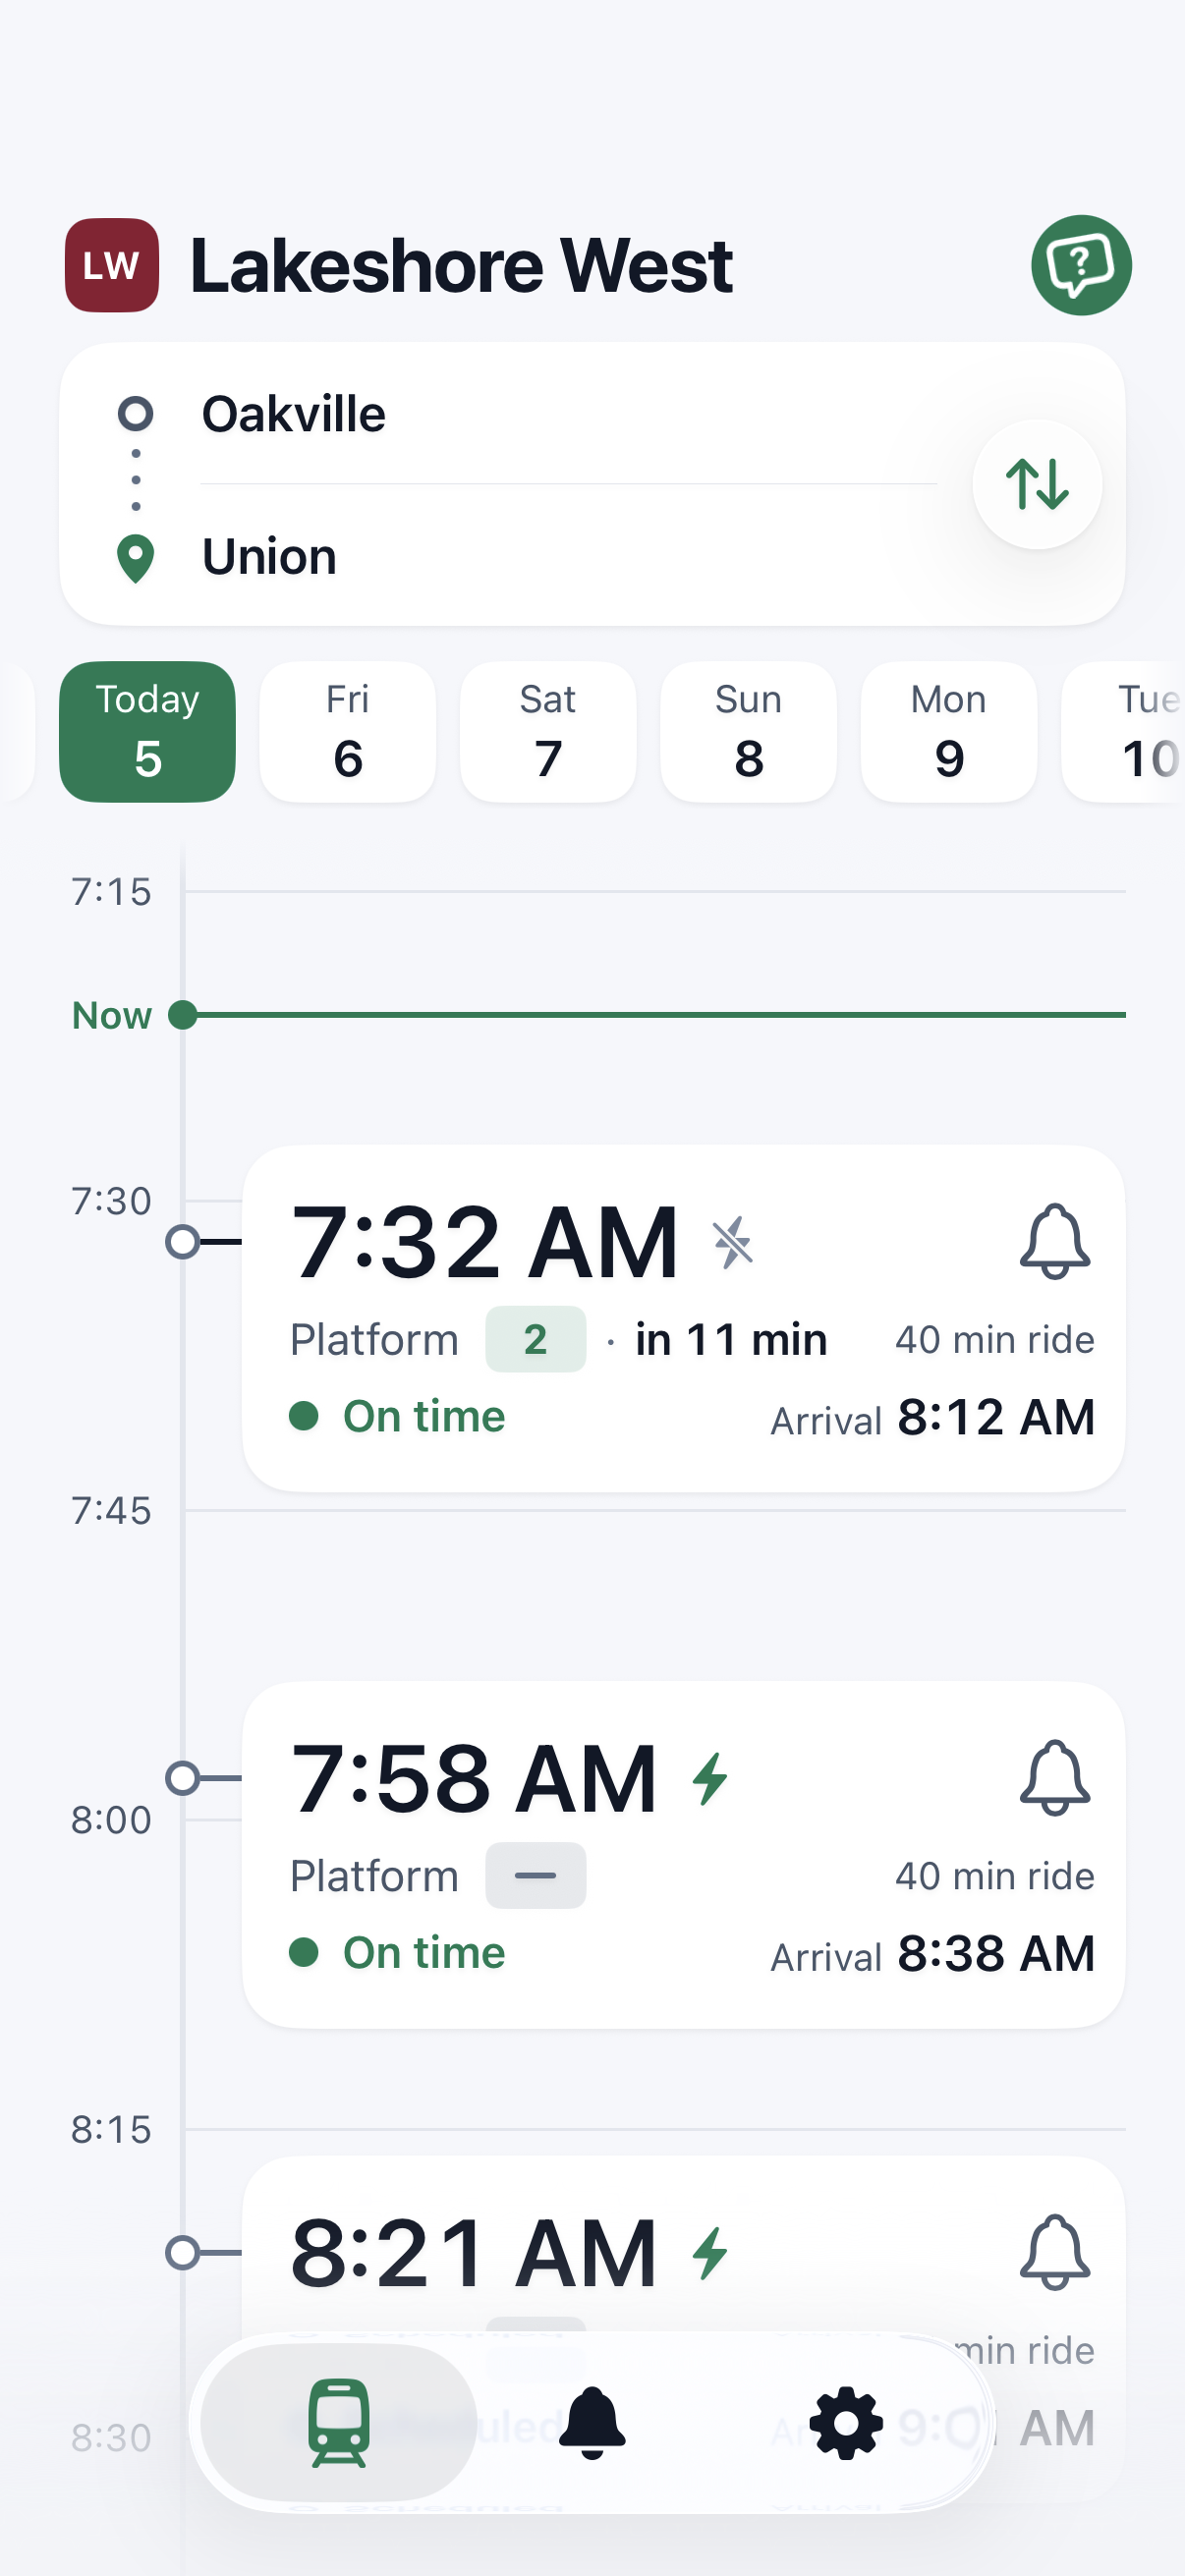 LW Lakeshore West ?
Oakville
Union
Today Fri Sat Sun Mon Tue
5 6 7 8 9 10
7:15
Now
7:30
7:32 AM
Platform 2 · in 11 min 40 min ride
On time Arrival 8:12 AM
7:45
7:58 AM
8:00
Platform — 40 min ride
On time Arrival 8:38 AM
8:15
8:21 AM
min ride
8:30 AM